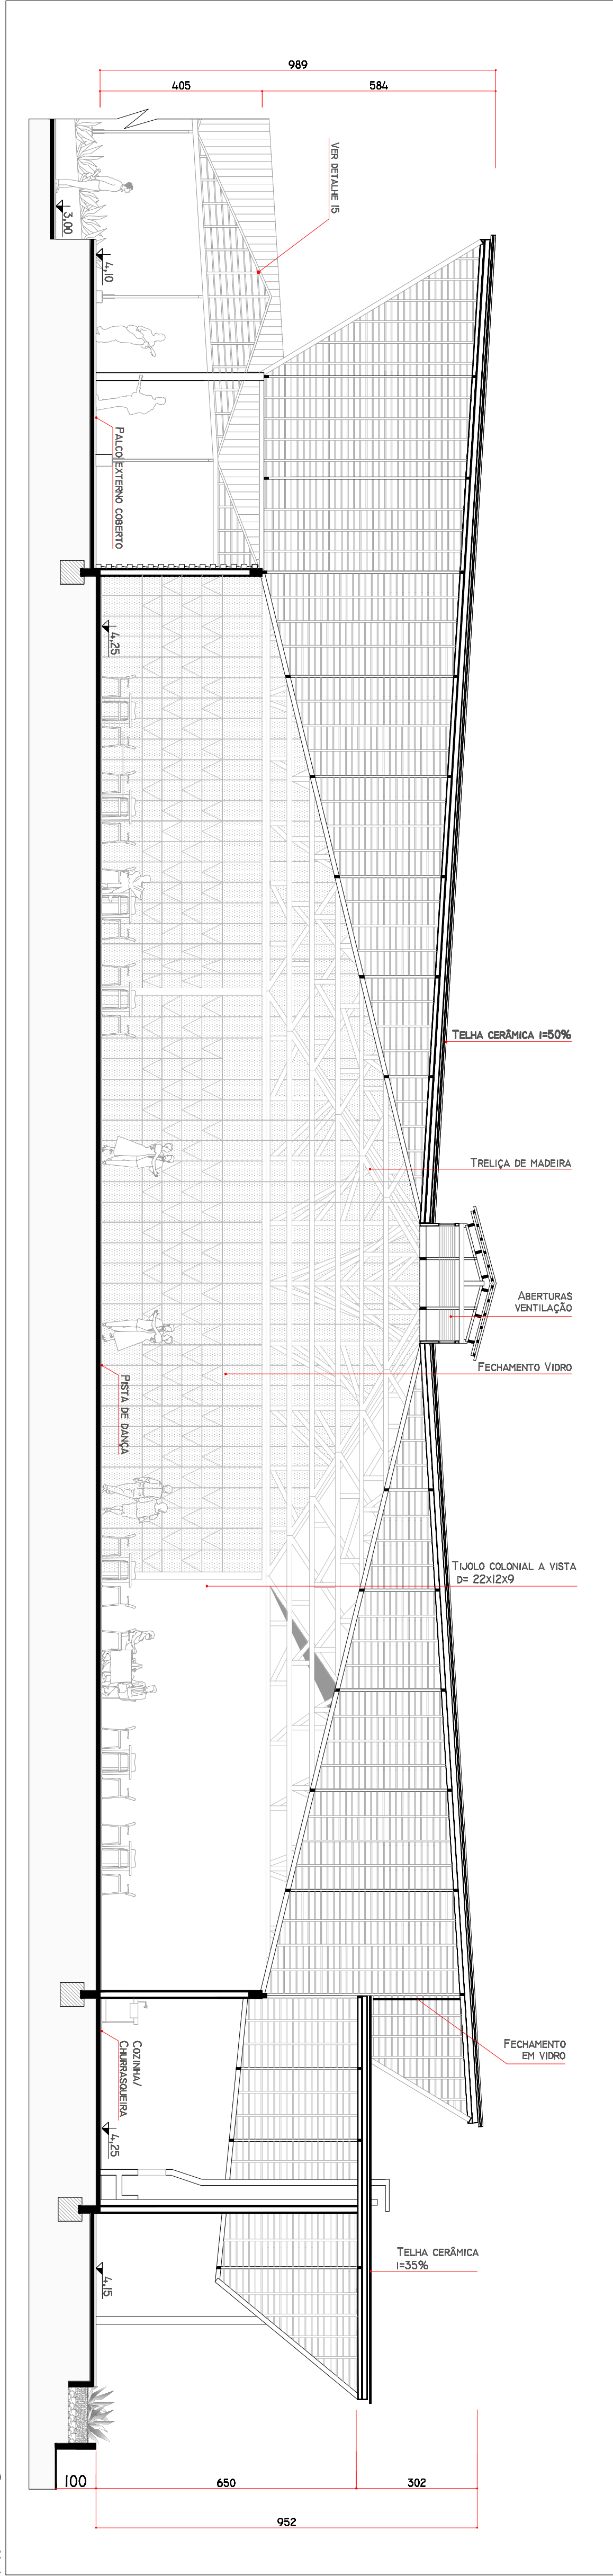 989
405
584
VER DETALHE 15
3,00
4,10
PALCO EXTERNO COBERTO
4,25
TELHA CERÂMICA I=50%
TRELIÇA DE MADEIRA
ABERTURAS
VENTILAÇÃO
FECHAMENTO VIDRO
PISTA DE DANÇA
TIJOLO COLONIAL A VISTA
D= 22X12X9
FECHAMENTO
EM VIDRO
COZINHA/
CHURRASQUEIRA
4,25
TELHA CERÂMICA
I=35%
4,15
100
650
302
952